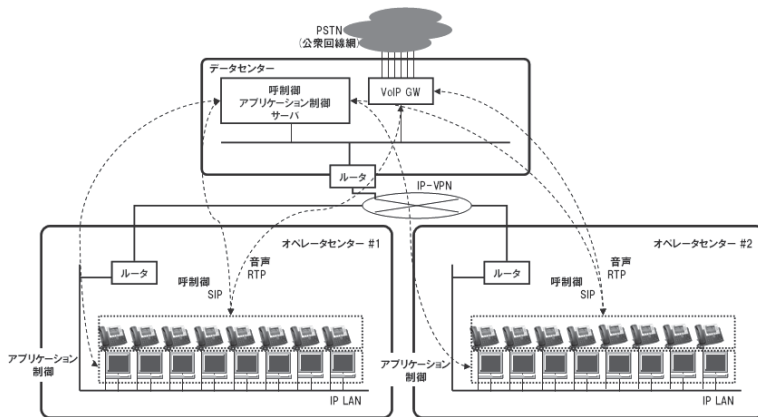 PSTN
(公衆回線網)
データセンター
呼制御
アプリケーション制御
サーバ
VoIP GW
ルータ
IP-VPN
オペレータセンター #1
ルータ
呼制御
SIP
音声
RTP
アプリケーション
制御
IP LAN
オペレータセンター #2
ルータ
呼制御
SIP
音声
RTP
アプリケーション
制御
IP LAN